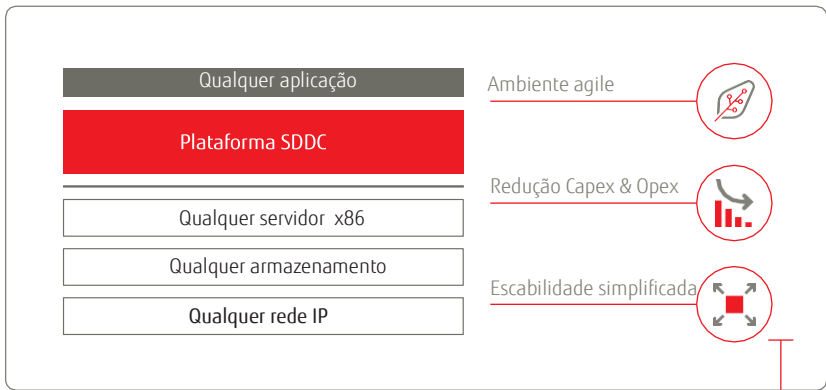 Qualquer aplicação
Plataforma SDDC
Qualquer servidor x86
Qualquer armazenamento
Qualquer rede IP
Ambiente agile
Redução Capex & Opex
Escabilidade simplificada